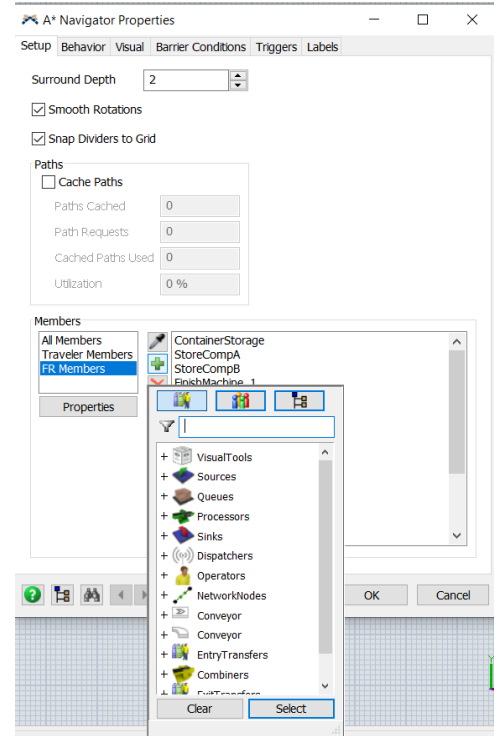 A* Navigator Properties
Setup Behavior Visual Barrier Conditions Triggers Labels
Surround Depth 2
Smooth Rotations
Snap Dividers to Grid
Paths
Cache Paths
Paths Cached 0
Path Requests 0
Cached Paths Used 0
Utilization 0 %
Members
All Members
Traveler Members
FR Members
Properties
ContainerStorage
StoreCompA
StoreCompB
FinishMachine_1
+ VisualTools
+ Sources
+ Queues
+ Processors
+ Sinks
+ Dispatchers
+ Operators
+ NetworkNodes
+ Conveyor
+ Conveyor
+ EntryTransfers
+ Combiners
+ ExitTransfers
Clear Select
OK Cancel